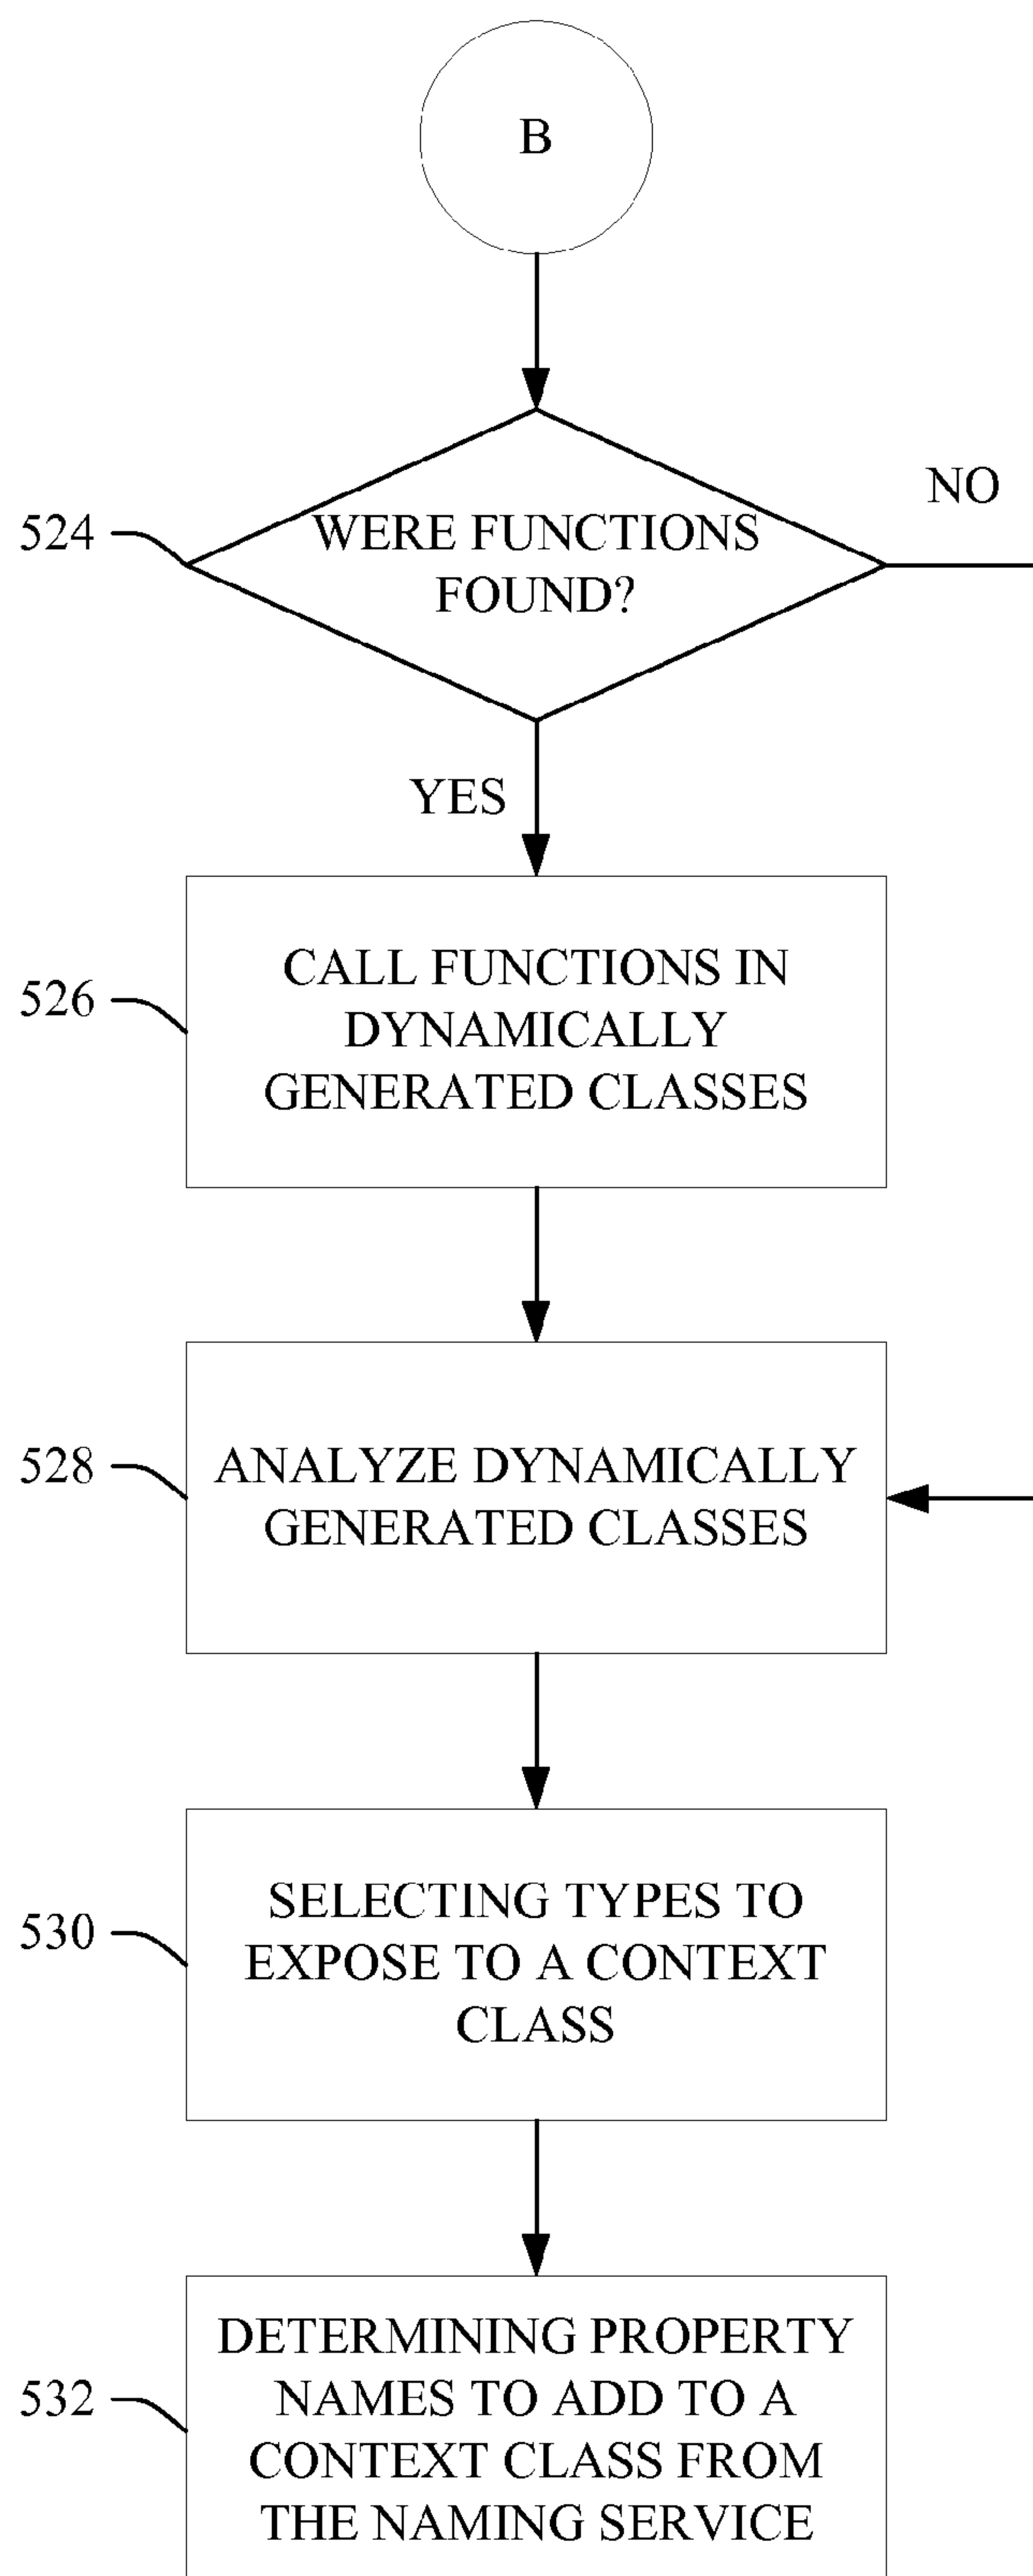 B
NO
524
WERE FUNCTIONS
FOUND?
YES
526
CALL FUNCTIONS IN
DYNAMICALLY
GENERATED CLASSES
528
ANALYZE DYNAMICALLY
GENERATED CLASSES
530
SELECTING TYPES TO
EXPOSE TO A CONTEXT
CLASS
532
DETERMINING PROPERTY
NAMES TO ADD TO A
CONTEXT CLASS FROM
THE NAMING SERVICE